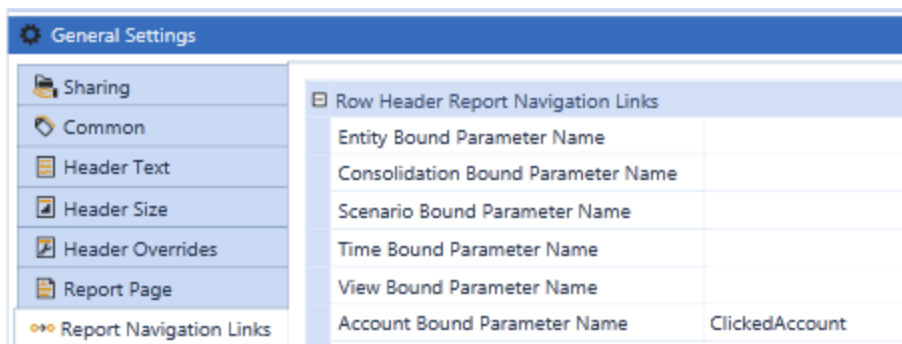 General Settings
Sharing
Common
Header Text
Header Size
Header Overrides
Report Page
Report Navigation Links
Row Header Report Navigation Links
Entity Bound Parameter Name
Consolidation Bound Parameter Name
Scenario Bound Parameter Name
Time Bound Parameter Name
View Bound Parameter Name
Account Bound Parameter Name ClickedAccount